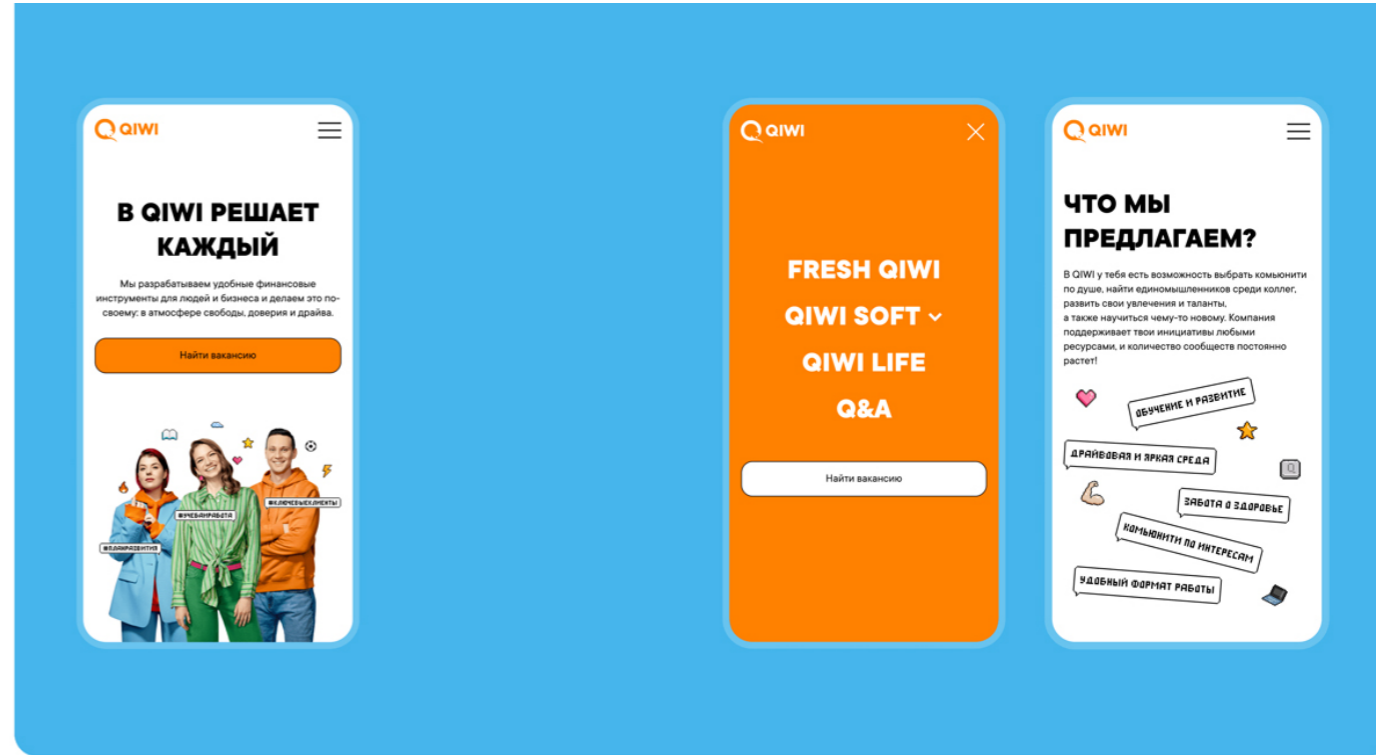 QIWI
В QIWI РЕШАЕТ
КАЖДЫЙ
Мы разрабатываем удобные финансовые
инструменты для людей и бизнеса и делаем это по-
своему: в атмосфере свободы, доверия и драйва.
Найти вакансию
#КЛЮЧЕВЫЕКЛИЕНТЫ
#УЧЕБАИРАБОТА
#ПЛАНРАЗВИТИЯ
QIWI
FRESH QIWI
QIWI SOFT
QIWI LIFE
Q&A
Найти вакансию
QIWI
ЧТО МЫ
ПРЕДЛАГАЕМ?
В QIWI у тебя есть возможность выбрать комьюнити
по душе, найти единомышленников среди коллег,
развить свои увлечения и таланты,
а также научиться чему-то новому. Компания
поддерживает твои инициативы любыми
ресурсами, и количество сообществ постоянно
растет!
ОБУЧЕНИЕ И РАЗВИТИЕ
ДРАЙВОВАЯ И ЯРКАЯ СРЕДА
Q
ЗАБОТА О ЗДОРОВЬЕ
КОМЬЮНИТИ ПО ИНТЕРЕСАМ
УДОБНЫЙ ФОРМАТ РАБОТЫ